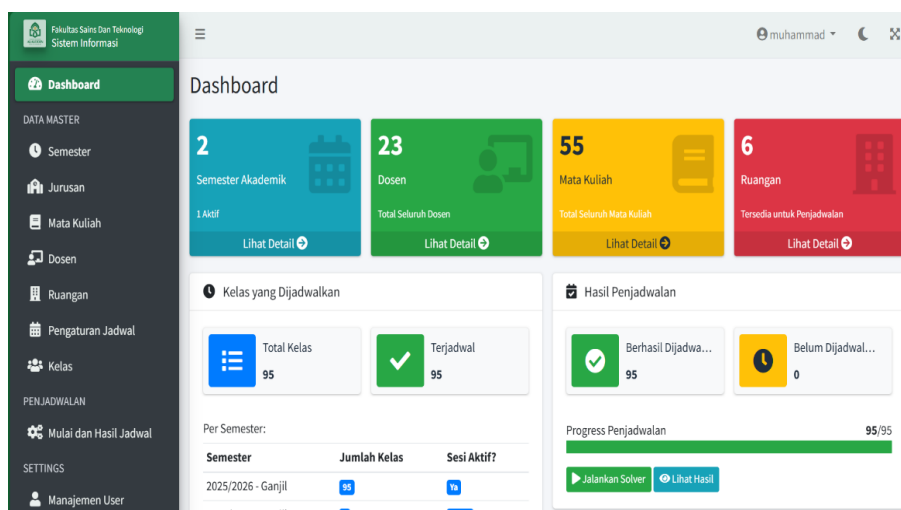 Fakultas Sains Dan Teknologi
Sistem Informasi
muhammad
Dashboard
DATA MASTER
Semester
Jurusan
Mata Kuliah
Dosen
Ruangan
Pengaturan Jadwal
Kelas
PENJADWALAN
Mulai dan Hasil Jadwal
SETTINGS
Manajemen User
Dashboard
2
Semester Akademik
1 Aktif
Lihat Detail
23
Dosen
Total Seluruh Dosen
Lihat Detail
55
Mata Kuliah
Total Seluruh Mata Kuliah
Lihat Detail
6
Ruangan
Tersedia untuk Penjadwalan
Lihat Detail
Kelas yang Dijadwalkan
Total Kelas
95
Terjadwal
95
Per Semester:
Semester Jumlah Kelas Sesi Aktif?
2025/2026 - Ganjil 95 Ya
Hasil Penjadwalan
Berhasil Dijadwa...
95
Belum Dijadwal...
0
Progress Penjadwalan 95/95
Jalankan Solver Lihat Hasil